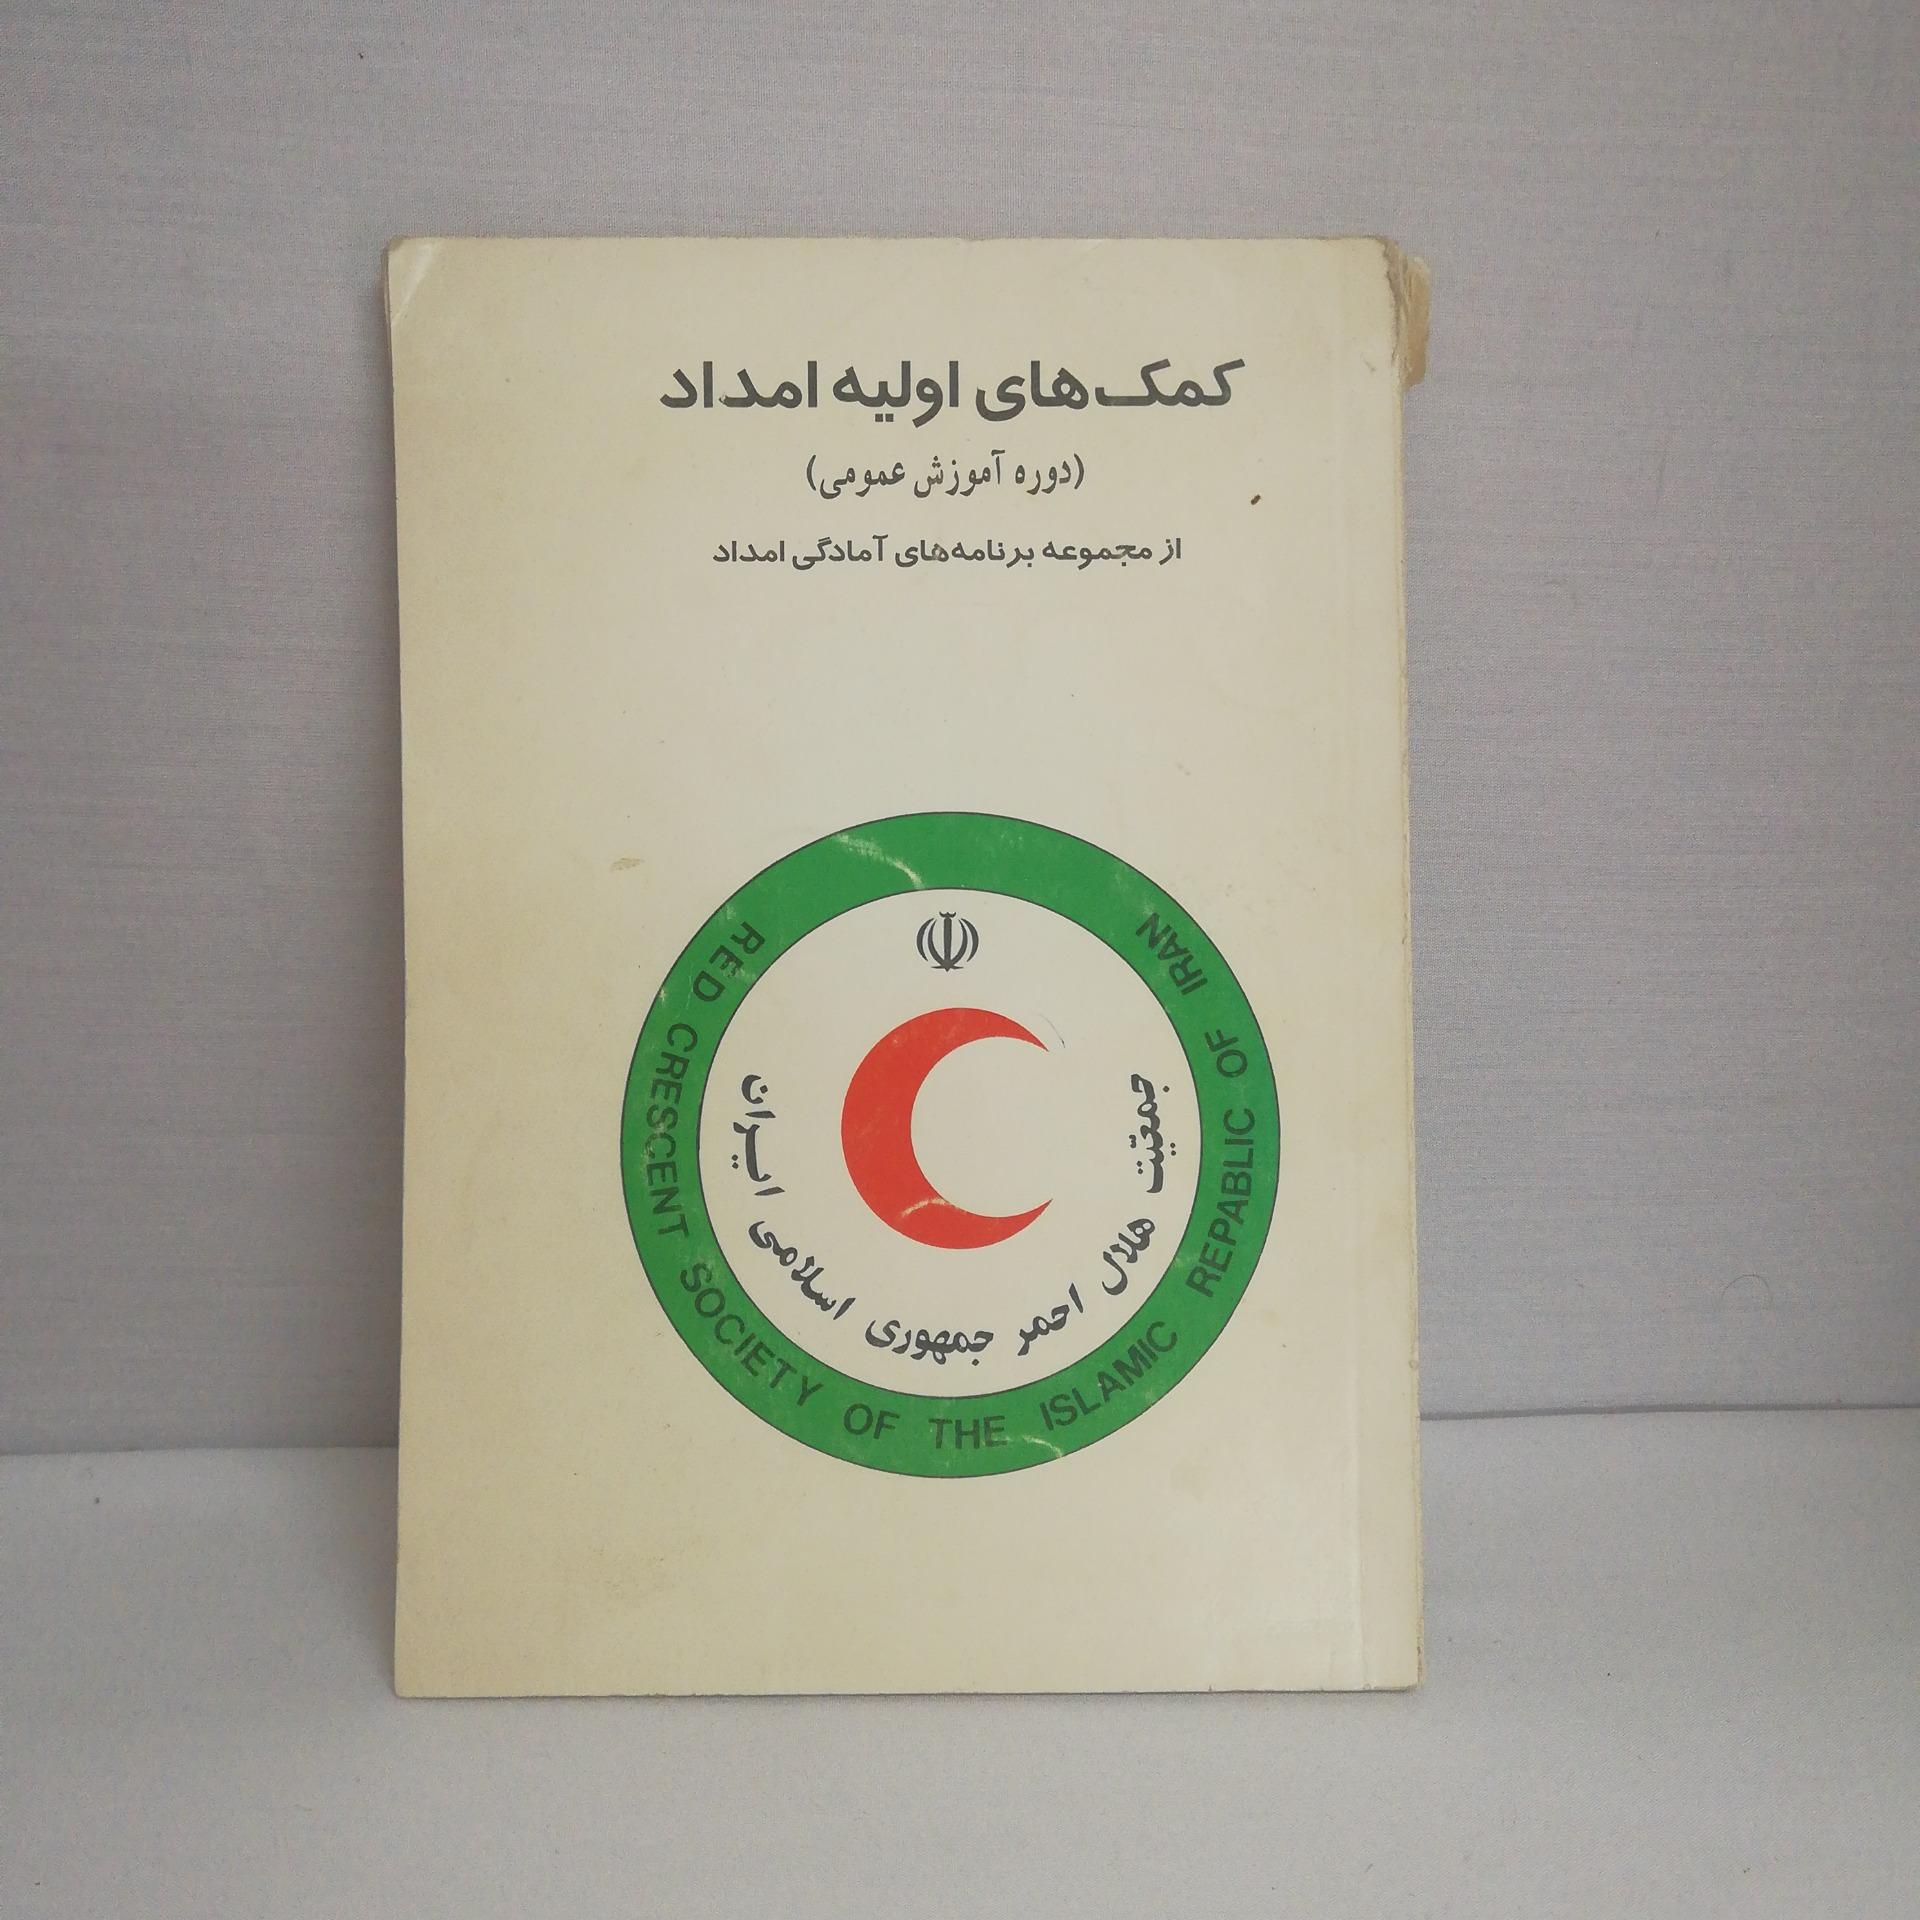 کمک‌های اولیه امداد
(دوره آموزش عمومی)
از مجموعه برنامه‌های آمادگی امداد
جمعیّت هلال احمر جمهوری اسلامی ایران
RED CRESCENT SOCIETY OF THE ISLAMIC REPABLIC OF IRAN